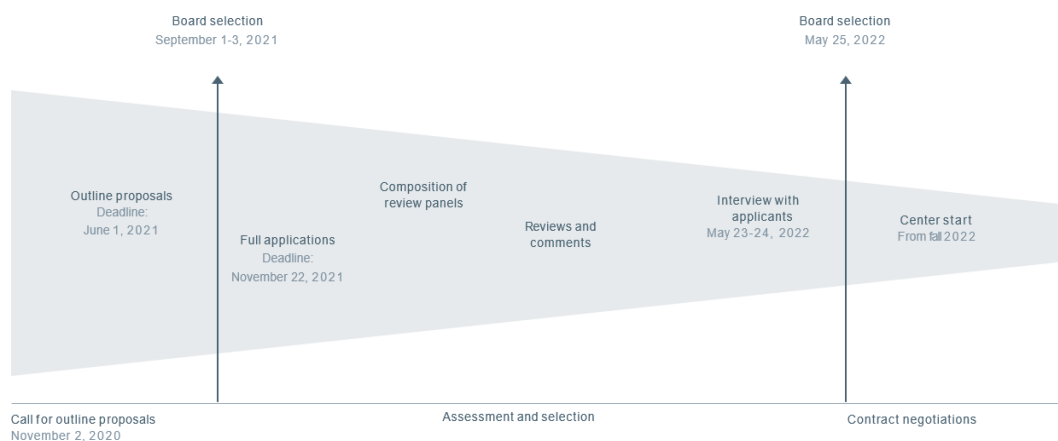 Board selection
September 1-3, 2021
Board selection
May 25, 2022
Outline proposals
Deadline:
June 1, 2021
Full applications
Deadline:
November 22, 2021
Composition of
review panels
Reviews and
comments
Interview with
applicants
May 23-24, 2022
Center start
From fall 2022
Call for outline proposals
November 2, 2020
Assessment and selection
Contract negotiations